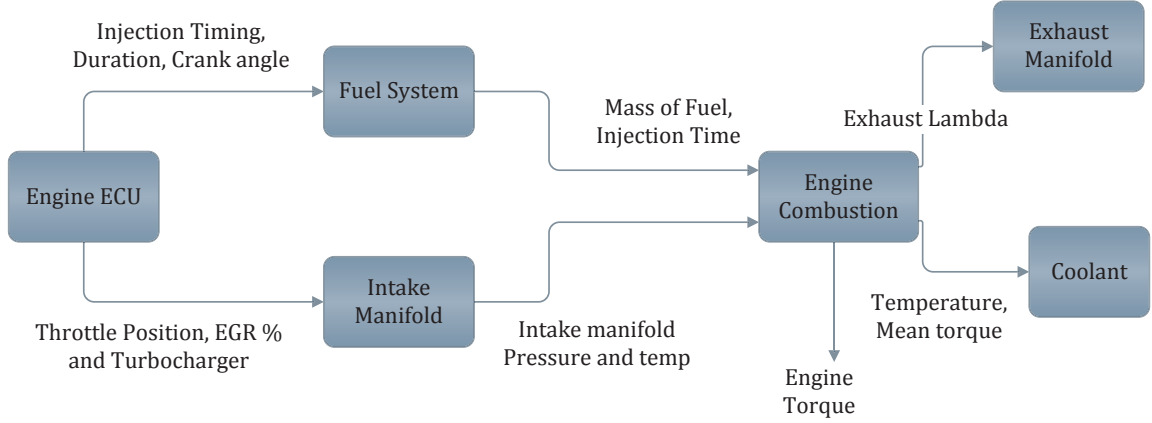 Injection Timing,
Duration, Crank angle
Fuel System
Exhaust
Manifold
Mass of Fuel,
Injection Time
Exhaust Lambda
Engine ECU
Engine
Combustion
Intake
Manifold
Coolant
Throttle Position, EGR %
and Turbocharger
Intake manifold
Pressure and temp
Temperature,
Mean torque
Engine
Torque